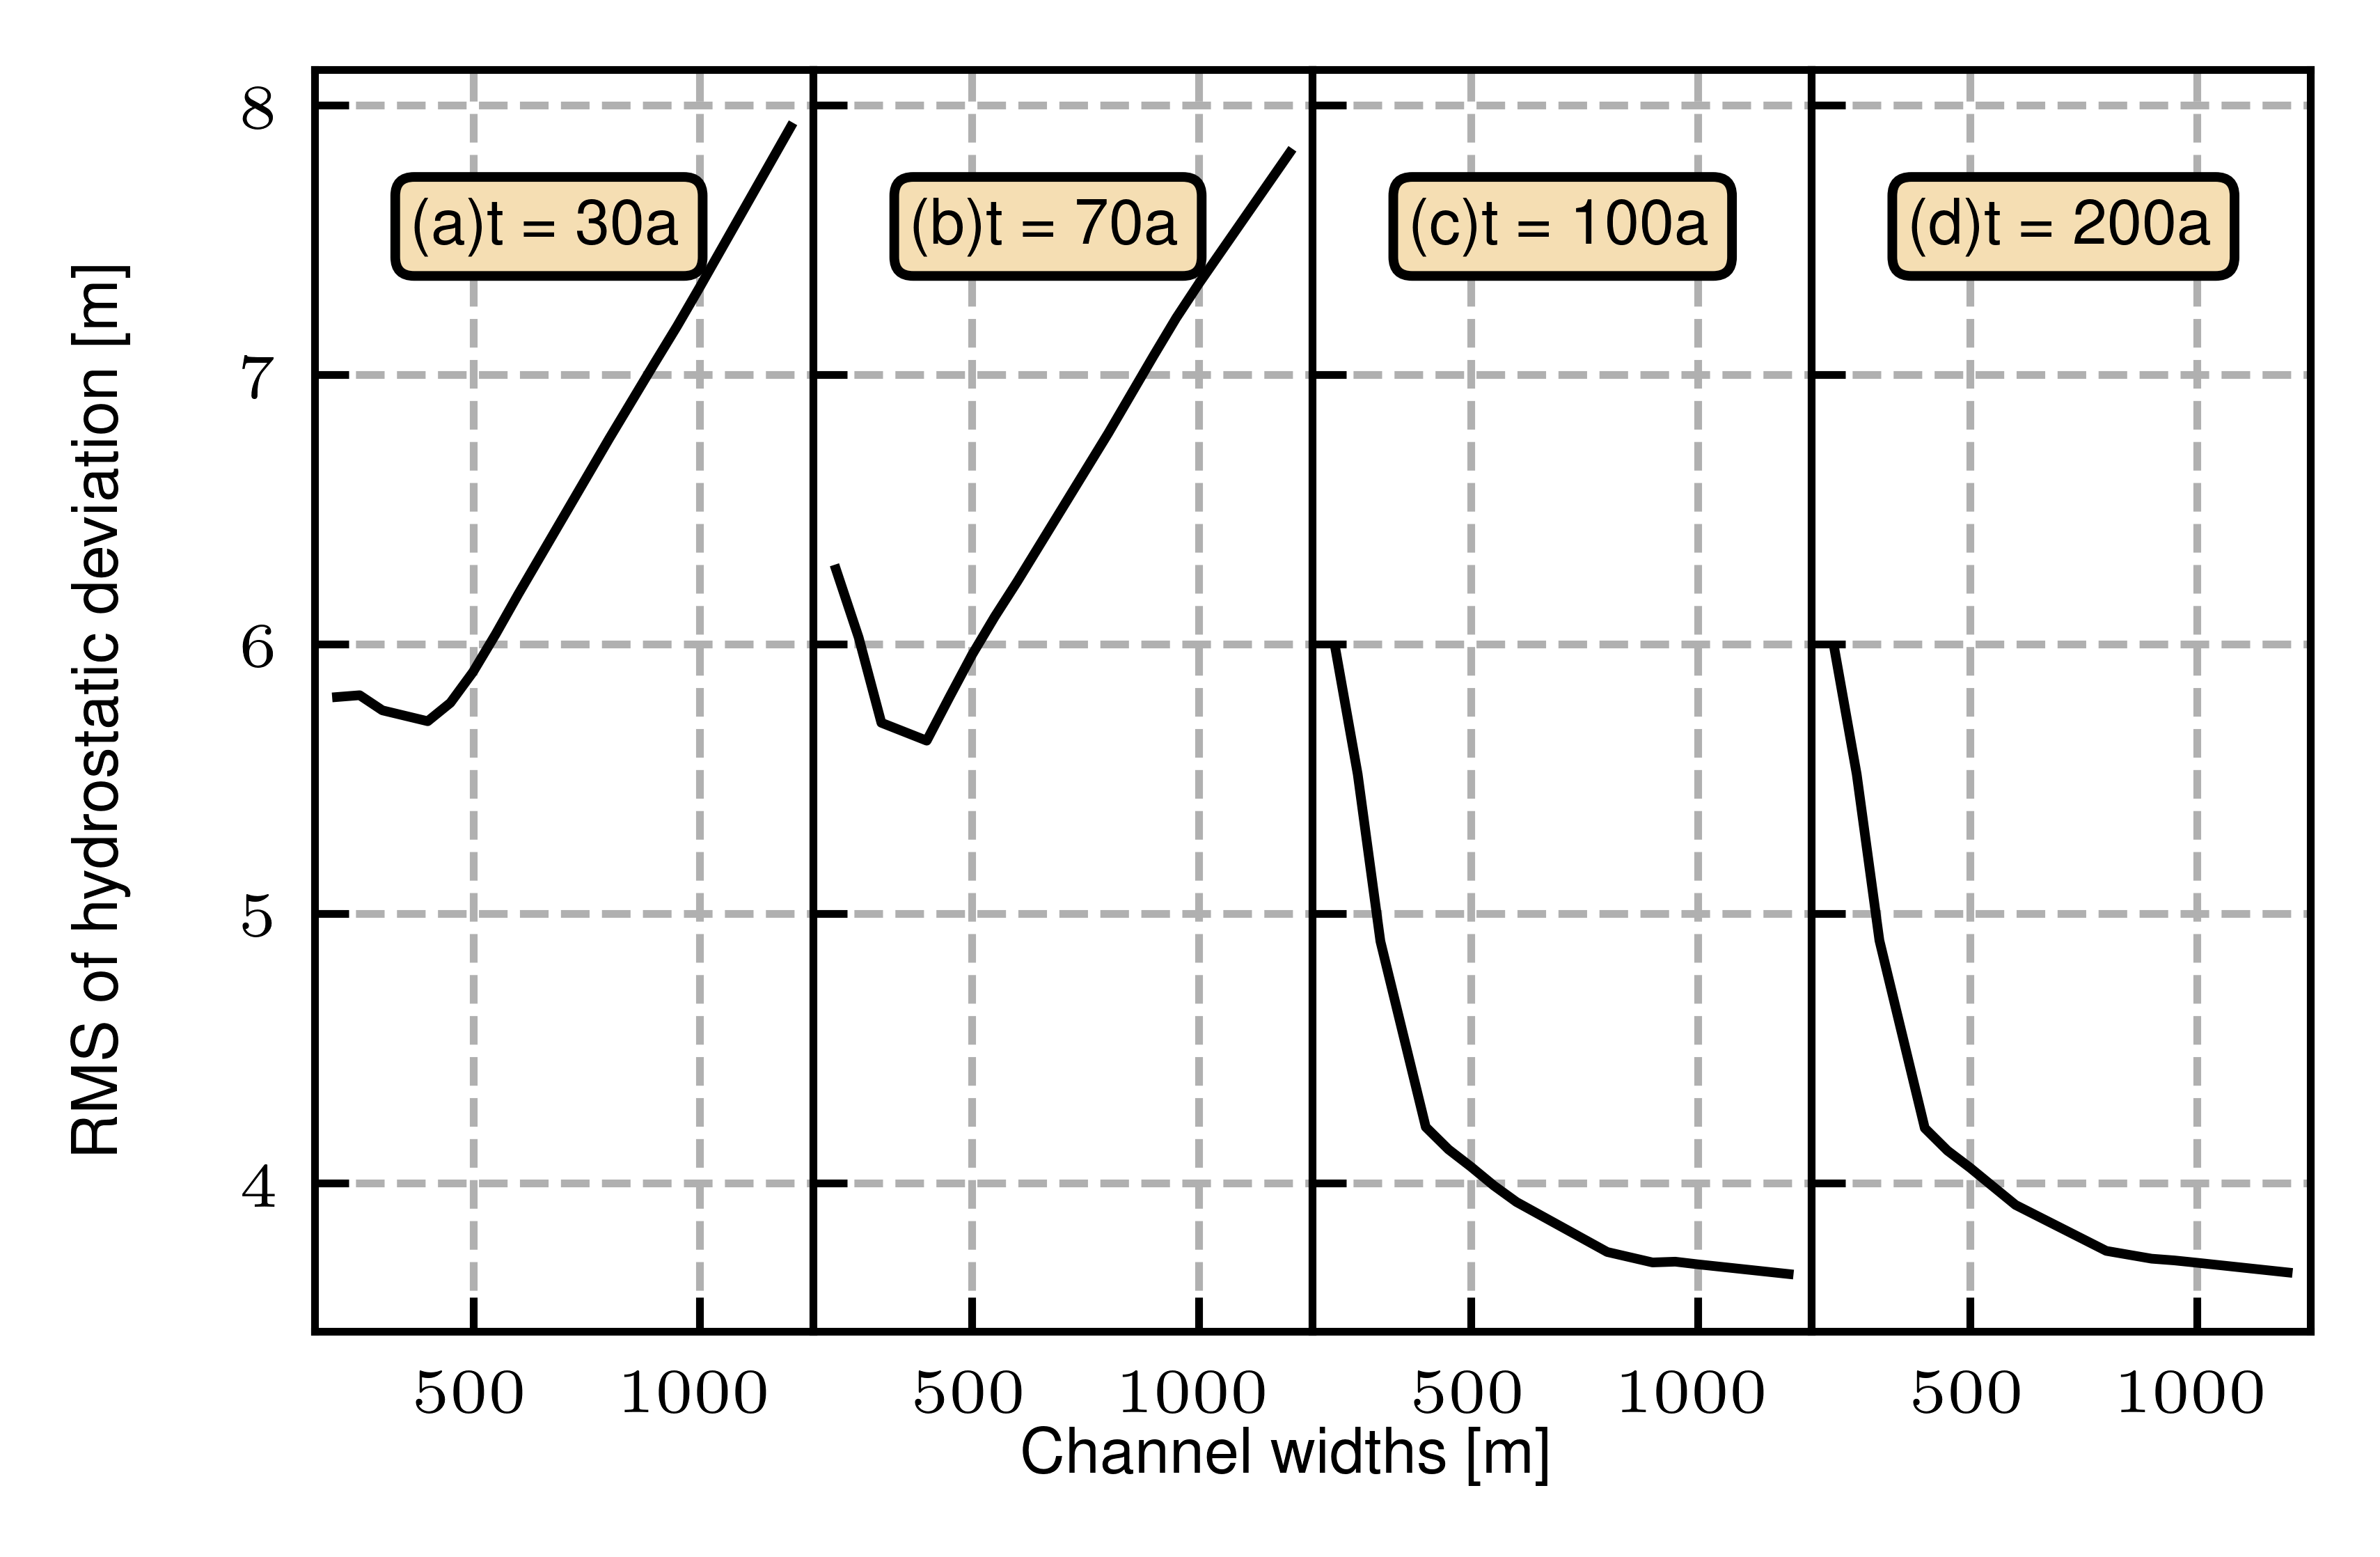 RMS of hydrostatic deviation [m]
8
7
6
5
4
(a)t = 30a
(b)t = 70a
(c)t = 100a
(d)t = 200a
500 1000 500 1000 500 1000 500 1000
Channel widths [m]